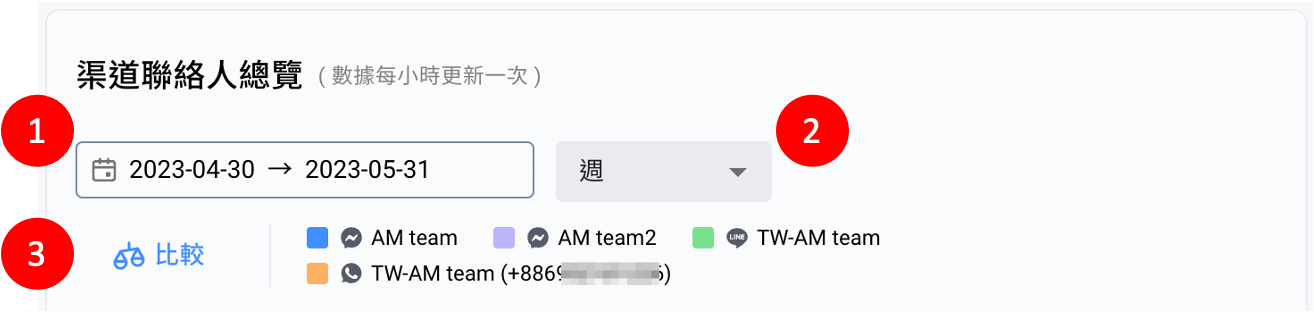 渠道聯絡人總覽 ( 數據每小時更新一次 )
1
2023-04-30 → 2023-05-31 週
2
3
比較
AM team AM team2 LINE TW-AM team
TW-AM team